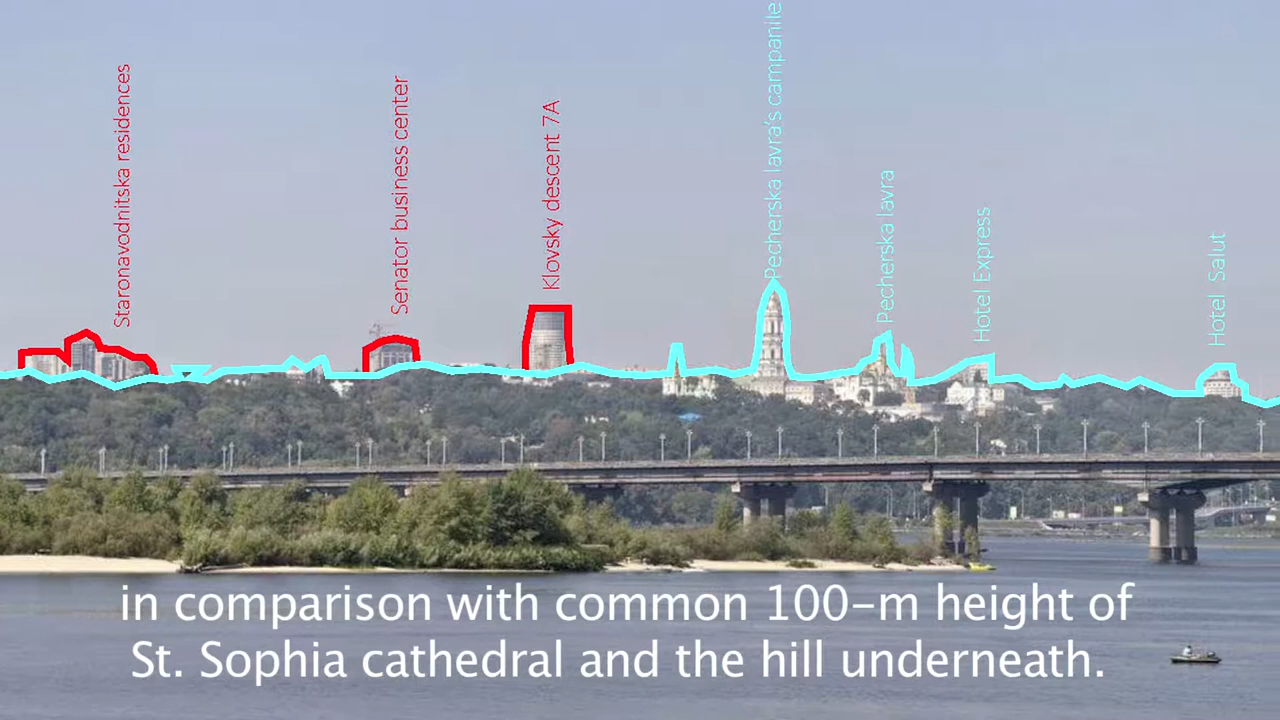 Staronavodnitska residences
Senator business center
Klovsky descent 7A
Pecherska lavra's campanile
Pecherska lavra
Hotel Express
Hotel Salut
in comparison with common 100-m height of
St. Sophia cathedral and the hill underneath.